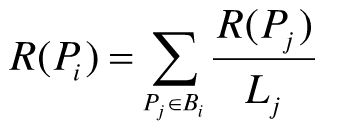 R(P_i) = \sum_{P_j \in B_i} \frac{R(P_j)}{L_j}